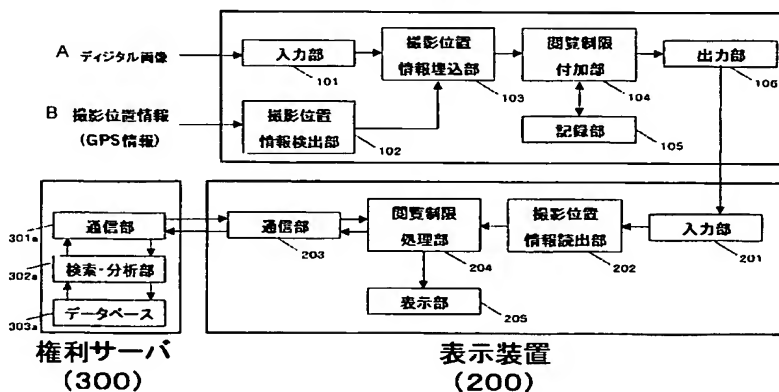 A ディジタル画像
入力部
101
撮影位置
情報埋込部
103
閲覧制限
付加部
104
出力部
106
B 撮影位置情報
(GPS情報)
撮影位置
情報検出部
102
記録部
105
301a
通信部
302a
検索・分析部
303a
データベース
権利サーバ
(300)
通信部
203
閲覧制限
処理部
204
撮影位置
情報読出部
202
入力部
201
表示部
205
表示装置
(200)